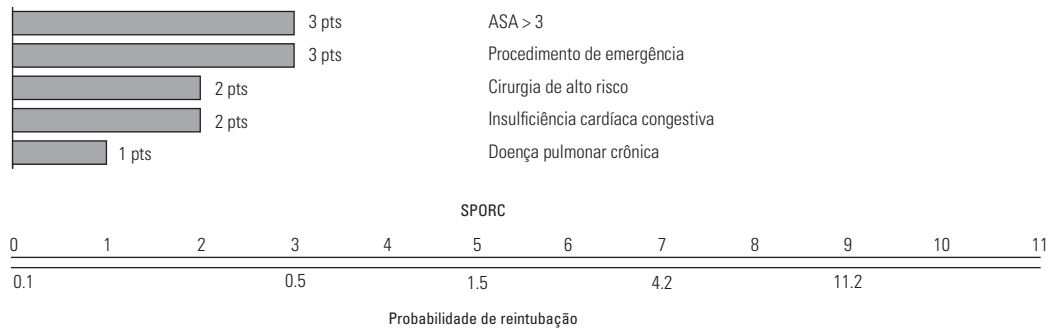 3 pts ASA > 3
3 pts Procedimento de emergência
2 pts Cirurgia de alto risco
2 pts Insulficiência cardíaca congestiva
1 pts Doença pulmonar crônica
SPORC
0 1 2 3 4 5 6 7 8 9 10 11
0.1 0.5 1.5 4.2 11.2
Probabilidade de reintubação